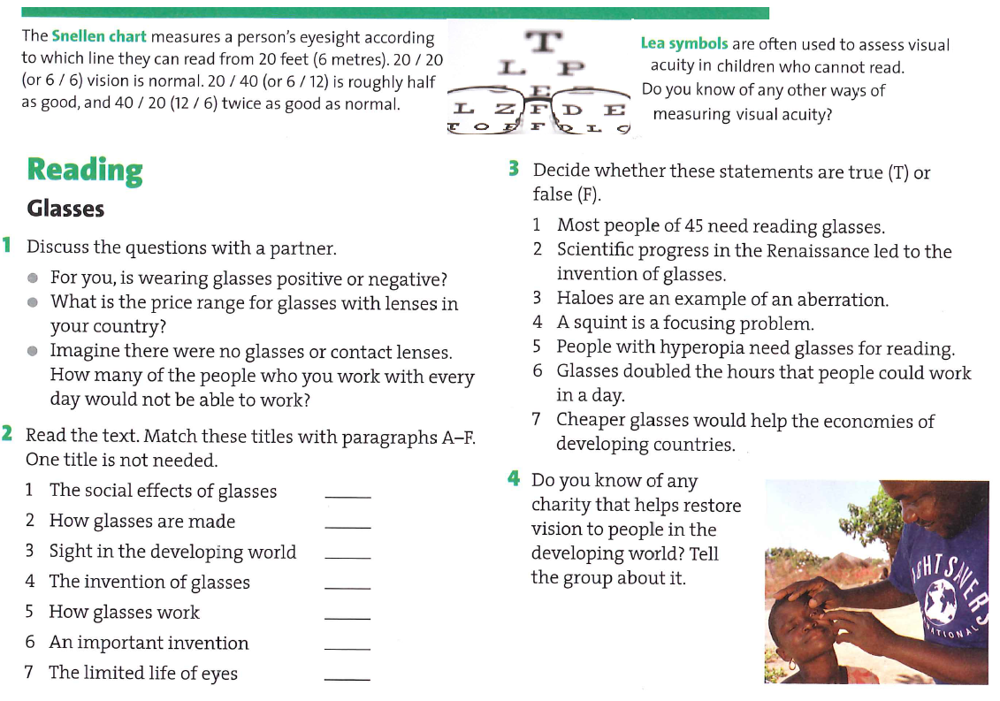 The Snellen chart measures a person's eyesight according
to which line they can read from 20 feet (6 metres). 20 / 20
(or 6 / 6) vision is normal. 20 / 40 (or 6 / 12) is roughly half
as good, and 40 / 20 (12 / 6) twice as good as normal.
T
L P
E
L Z F D E
T O E F D L C
Lea symbols are often used to assess visual
acuity in children who cannot read.
Do you know of any other ways of
measuring visual acuity?
Reading
Glasses
1 Discuss the questions with a partner.
● For you, is wearing glasses positive or negative?
● What is the price range for glasses with lenses in
your country?
● Imagine there were no glasses or contact lenses.
How many of the people who you work with every
day would not be able to work?
2 Read the text. Match these titles with paragraphs A–F.
One title is not needed.
1 The social effects of glasses ______
2 How glasses are made ______
3 Sight in the developing world ______
4 The invention of glasses ______
5 How glasses work ______
6 An important invention ______
7 The limited life of eyes ______
3 Decide whether these statements are true (T) or
false (F).
1 Most people of 45 need reading glasses.
2 Scientific progress in the Renaissance led to the
invention of glasses.
3 Haloes are an example of an aberration.
4 A squint is a focusing problem.
5 People with hyperopia need glasses for reading.
6 Glasses doubled the hours that people could work
in a day.
7 Cheaper glasses would help the economies of
developing countries.
4 Do you know of any
charity that helps restore
vision to people in the
developing world? Tell
the group about it.
GHTSAVERS
NATIONAL